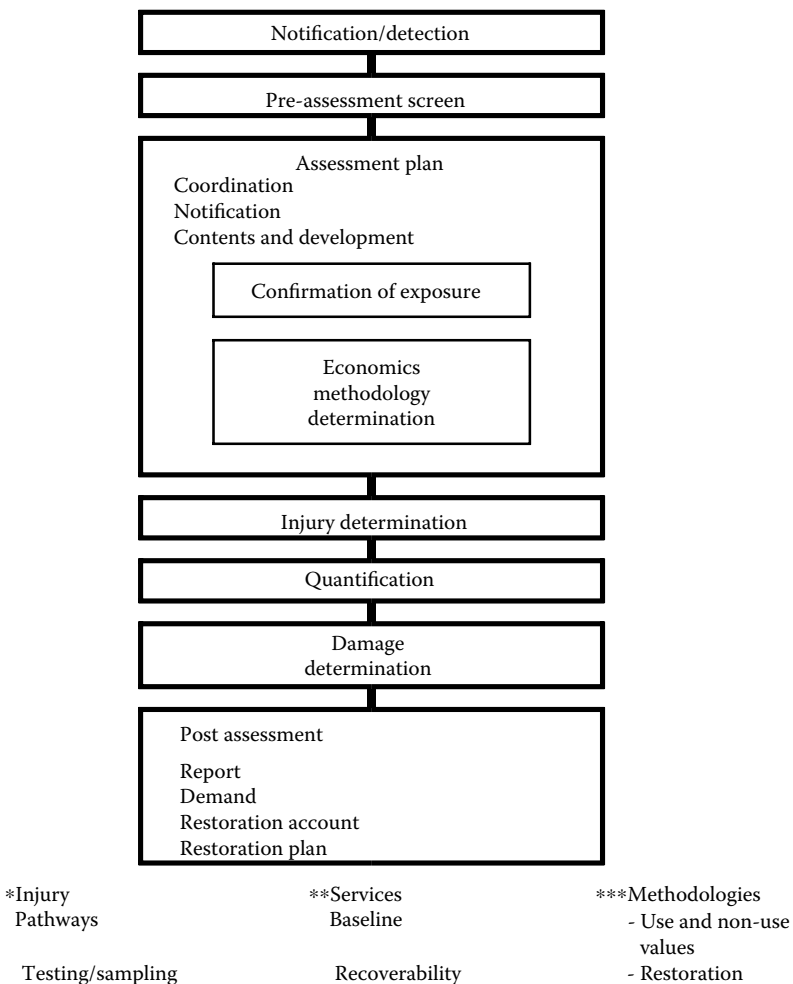 Notification/detection
Pre-assessment screen
Assessment plan
Coordination
Notification
Contents and development
Confirmation of exposure
Economics
methodology
determination
Injury determination
Quantification
Damage
determination
Post assessment
Report
Demand
Restoration account
Restoration plan
*Injury
Pathways
Testing/sampling
**Services
Baseline
Recoverability
***Methodologies
- Use and non-use
values
- Restoration